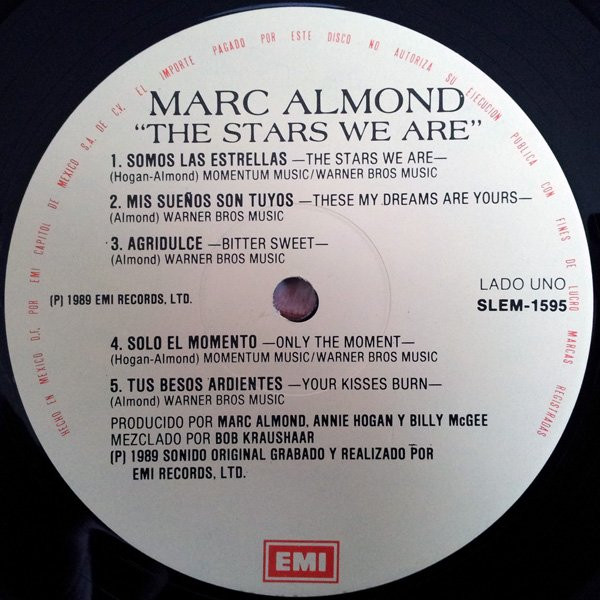 HECHO EN MEXICO D.F. POR EMI CAPITOL DE MEXICO S.A. DE C.V. EL IMPORTE PAGADO POR ESTE DISCO NO AUTORIZA SU EJECUCION PUBLICA CON FINES DE LUCRO MARCAS REGISTRADAS
MARC ALMOND
"THE STARS WE ARE"
1. SOMOS LAS ESTRELLAS —THE STARS WE ARE—
(Hogan-Almond) MOMENTUM MUSIC/WARNER BROS MUSIC
2. MIS SUEÑOS SON TUYOS —THESE MY DREAMS ARE YOURS—
(Almond) WARNER BROS MUSIC
3. AGRIDULCE —BITTER SWEET—
(Almond) WARNER BROS MUSIC
LADO UNO
(P) 1989 EMI RECORDS, LTD.
SLEM-1595
4. SOLO EL MOMENTO —ONLY THE MOMENT—
(Hogan-Almond) MOMENTUM MUSIC/WARNER BROS MUSIC
5. TUS BESOS ARDIENTES —YOUR KISSES BURN—
(Almond) WARNER BROS MUSIC
PRODUCIDO POR MARC ALMOND, ANNIE HOGAN Y BILLY McGEE
MEZCLADO POR BOB KRAUSHAAR
(P) 1989 SONIDO ORIGINAL GRABADO Y REALIZADO POR
EMI RECORDS, LTD.
EMI